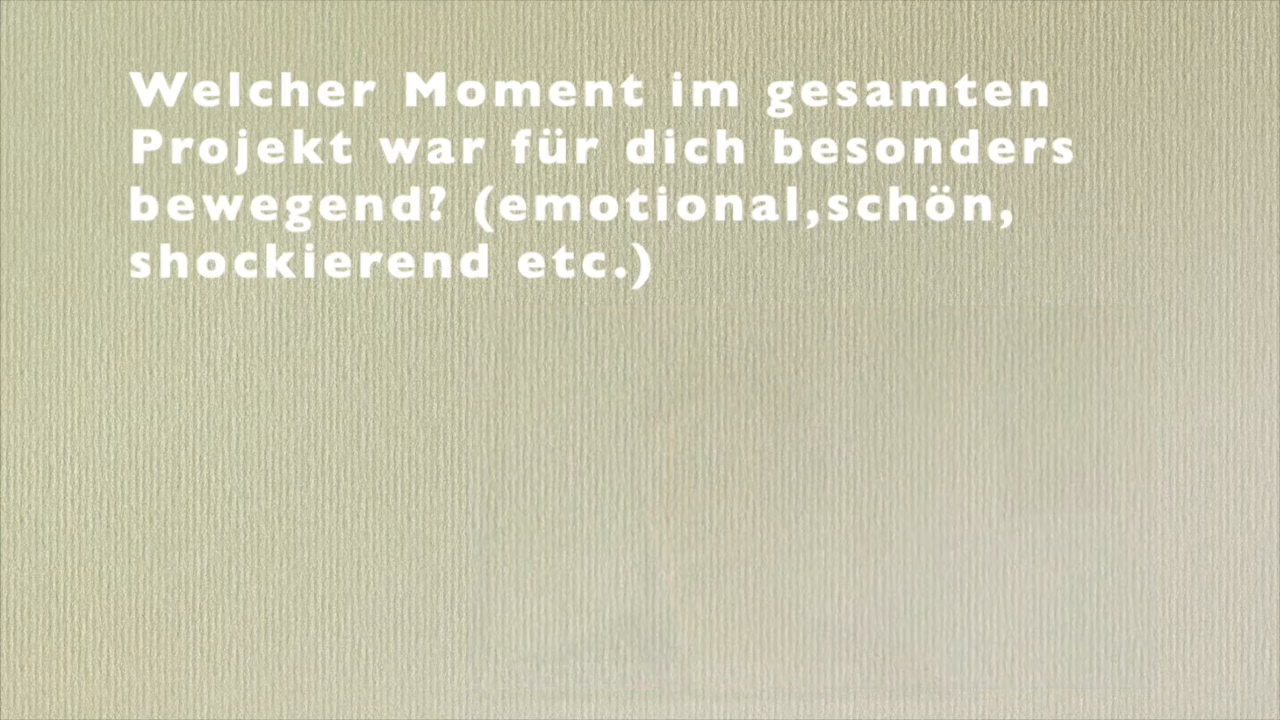 Welcher Moment im gesamten
Projekt war für dich besonders
bewegend? (emotional,schön,
shockierend etc.)